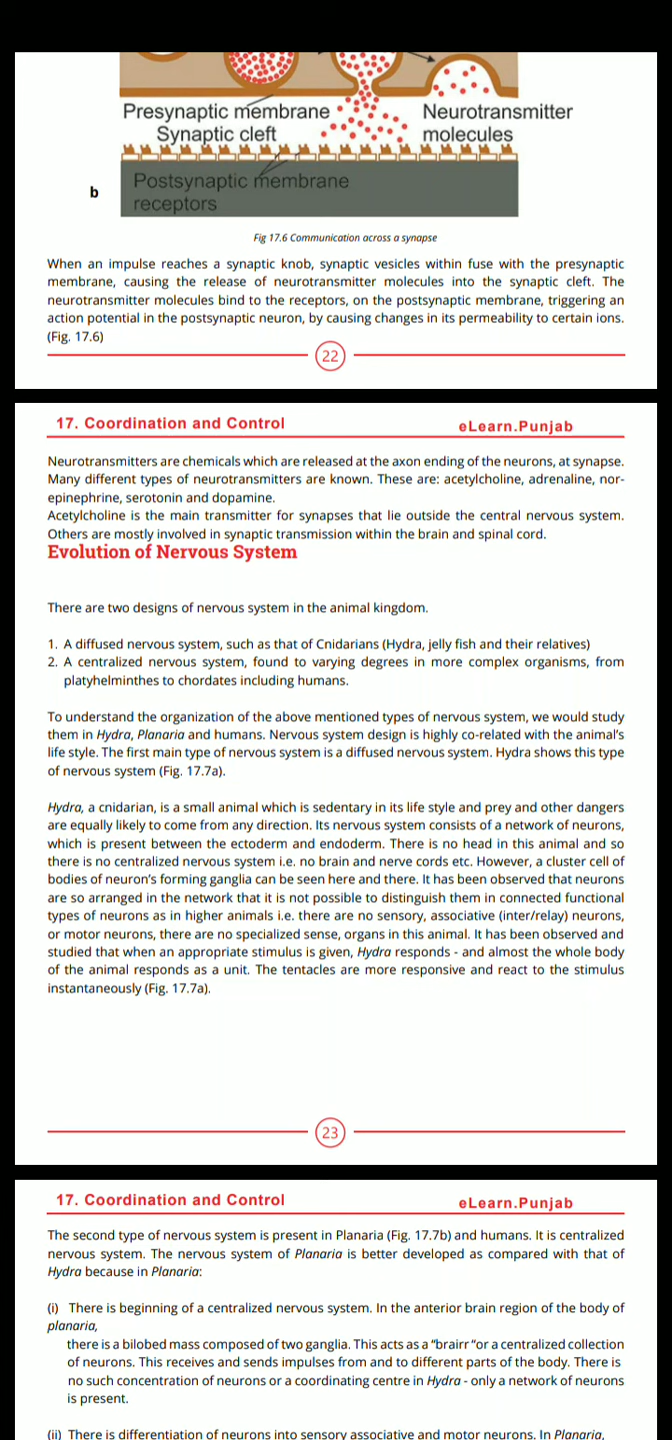 Presynaptic membrane
Neurotransmitter
Synaptic cleft
molecules
Postsynaptic membrane
receptors
b
Fig 17.6 Communication across a synapse
When an impulse reaches a synaptic knob, synaptic vesicles within fuse with the presynaptic
membrane, causing the release of neurotransmitter molecules into the synaptic cleft. The
neurotransmitter molecules bind to the receptors, on the postsynaptic membrane, triggering an
action potential in the postsynaptic neuron, by causing changes in its permeability to certain ions.
(Fig. 17.6)
22
17. Coordination and Control
eLearn.Punjab
Neurotransmitters are chemicals which are released at the axon ending of the neurons, at synapse.
Many different types of neurotransmitters are known. These are: acetylcholine, adrenaline, nor-
epinephrine, serotonin and dopamine.
Acetylcholine is the main transmitter for synapses that lie outside the central nervous system.
Others are mostly involved in synaptic transmission within the brain and spinal cord.
Evolution of Nervous System
There are two designs of nervous system in the animal kingdom.
1. A diffused nervous system, such as that of Cnidarians (Hydra, jelly fish and their relatives)
2. A centralized nervous system, found to varying degrees in more complex organisms, from
platyhelminthes to chordates including humans.
To understand the organization of the above mentioned types of nervous system, we would study
them in Hydra, Planaria and humans. Nervous system design is highly co-related with the animal's
life style. The first main type of nervous system is a diffused nervous system. Hydra shows this type
of nervous system (Fig. 17.7a).
Hydra, a cnidarian, is a small animal which is sedentary in its life style and prey and other dangers
are equally likely to come from any direction. Its nervous system consists of a network of neurons,
which is present between the ectoderm and endoderm. There is no head in this animal and so
there is no centralized nervous system i.e. no brain and nerve cords etc. However, a cluster cell of
bodies of neuron's forming ganglia can be seen here and there. It has been observed that neurons
are so arranged in the network that it is not possible to distinguish them in connected functional
types of neurons as in higher animals i.e. there are no sensory, associative (inter/relay) neurons,
or motor neurons, there are no specialized sense, organs in this animal. It has been observed and
studied that when an appropriate stimulus is given, Hydra responds - and almost the whole body
of the animal responds as a unit. The tentacles are more responsive and react to the stimulus
instantaneously (Fig. 17.7a).
23
17. Coordination and Control
eLearn.Punjab
The second type of nervous system is present in Planaria (Fig. 17.7b) and humans. It is centralized
nervous system. The nervous system of Planaria is better developed as compared with that of
Hydra because in Planaria:
(i) There is beginning of a centralized nervous system. In the anterior brain region of the body of
planaria,
there is a bilobed mass composed of two ganglia. This acts as a "brairr "or a centralized collection
of neurons. This receives and sends impulses from and to different parts of the body. There is
no such concentration of neurons or a coordinating centre in Hydra - only a network of neurons
is present.
(ii) There is differentiation of neurons into sensory associative and motor neurons. In Planaria,